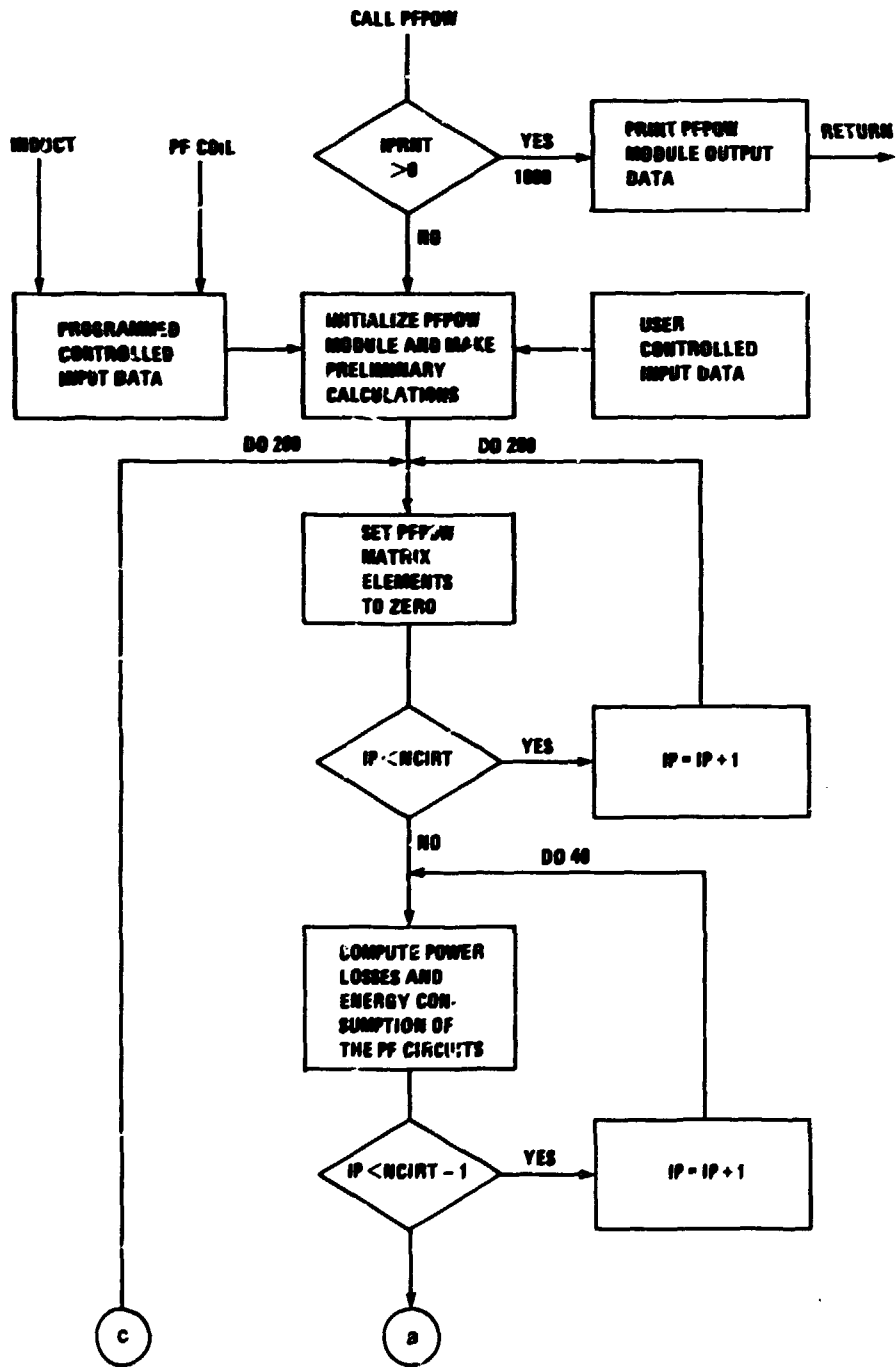 CALL PFPOW
IPRNT
>0
YES
1000
PRINT PFPOW
MODULE OUTPUT
DATA
RETURN
INDUCT
PF COIL
NO
PROGRAMMED
CONTROLLED
INPUT DATA
INITIALIZE PFPOW
MODULE AND MAKE
PRELIMINARY
CALCULATIONS
USER
CONTROLLED
INPUT DATA
DO 200
DO 200
SET PFPOW
MATRIX
ELEMENTS
TO ZERO
IP <NCIRT
YES
IP = IP + 1
NO
DO 40
COMPUTE POWER
LOSSES AND
ENERGY CON-
SUMPTION OF
THE PF CIRCUITS
IP <NCIRT - 1
YES
IP = IP + 1
c
a